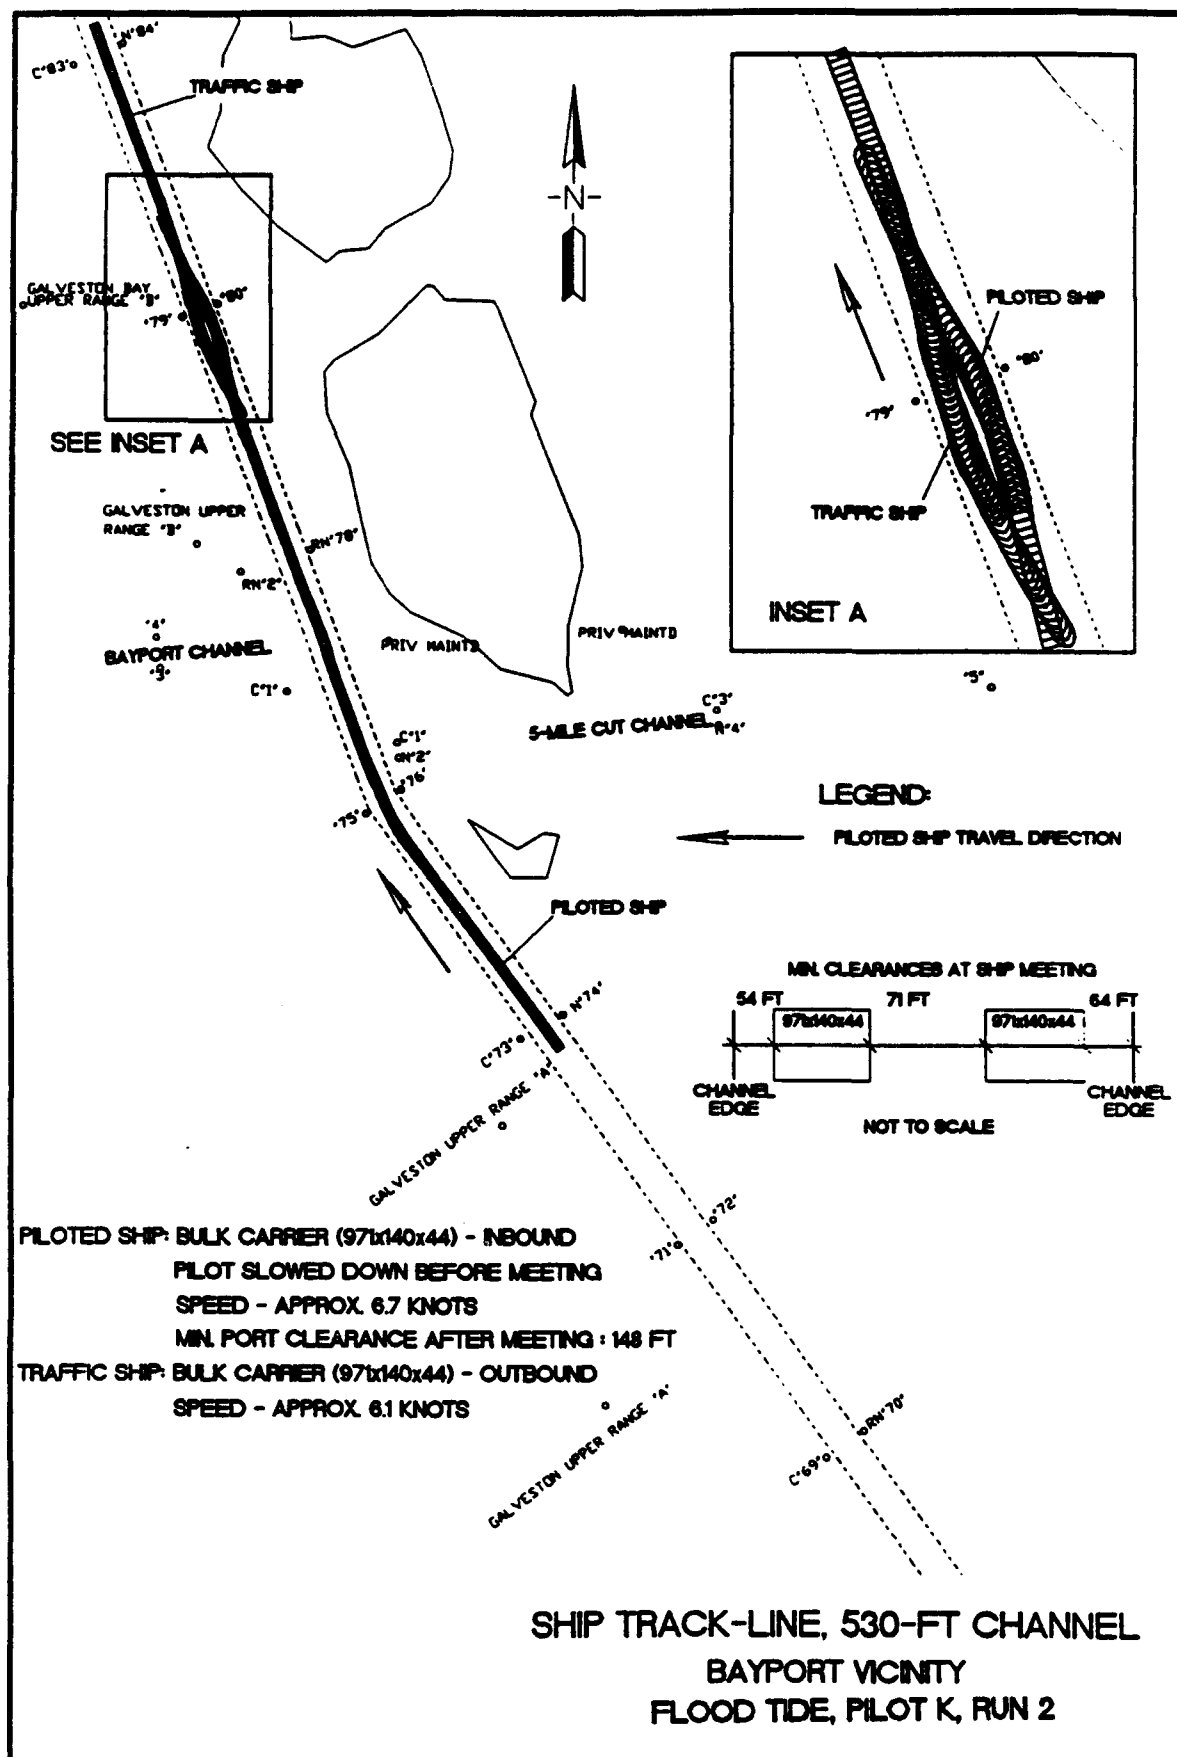 N"84"
C"83"
TRAFFIC SHIP
-N-
GALVESTON BAY
UPPER RANGE "B"
"80"
"79"
SEE INSET A
GALVESTON UPPER
RANGE "B"
RN"78"
RN"2"
"4"
BAYPORT CHANNEL
"3"
C"1"
PRIV MAINTD
PRIV MAINTD
C"1"
N"2"
"76"
"75"
5-MILE CUT CHANNEL
C"3"
R"4"
"5"
PILOTED SHIP
"80"
"79"
TRAFFIC SHIP
INSET A
LEGEND:
PILOTED SHIP TRAVEL DIRECTION
PILOTED SHIP
N"74"
C"73"
GALVESTON UPPER RANGE "A"
MIN. CLEARANCES AT SHIP MEETING
54 FT 71 FT 64 FT
971x140x44 971x140x44
CHANNEL EDGE CHANNEL EDGE
NOT TO SCALE
"72"
"71"
PILOTED SHIP: BULK CARRIER (971x140x44) - INBOUND
PILOT SLOWED DOWN BEFORE MEETING
SPEED - APPROX. 6.7 KNOTS
MIN. PORT CLEARANCE AFTER MEETING : 148 FT
TRAFFIC SHIP: BULK CARRIER (971x140x44) - OUTBOUND
SPEED - APPROX. 6.1 KNOTS
GALVESTON UPPER RANGE "A"
RN"70"
C"69"
SHIP TRACK-LINE, 530-FT CHANNEL
BAYPORT VICINITY
FLOOD TIDE, PILOT K, RUN 2